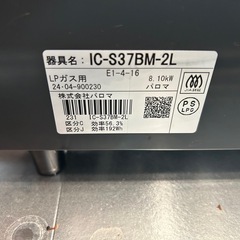 器具名: IC-S37BM-2L
E1-4-16
LPガス用 8.10kW
24·04-900230 パロマ
株式会社パロマ
231 IC-S37BM-2L
区分C 効率56.3%
区分J 効率192Wh
PS
LPG